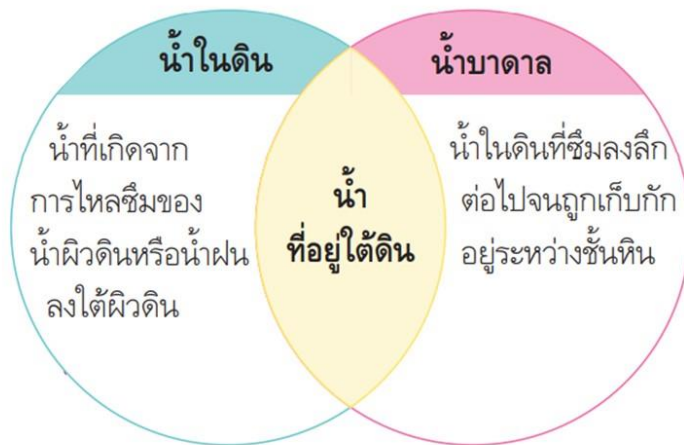 น้ำในดิน
น้ำที่เกิดจาก
การไหลซึมของ
น้ำผิวดินหรือน้ำฝน
ลงใต้ผิวดิน
น้ำ
ที่อยู่ใต้ดิน
น้ำบาดาล
น้ำในดินที่ซึมลงลึก
ต่อไปจนถูกเก็บกัก
อยู่ระหว่างชั้นหิน